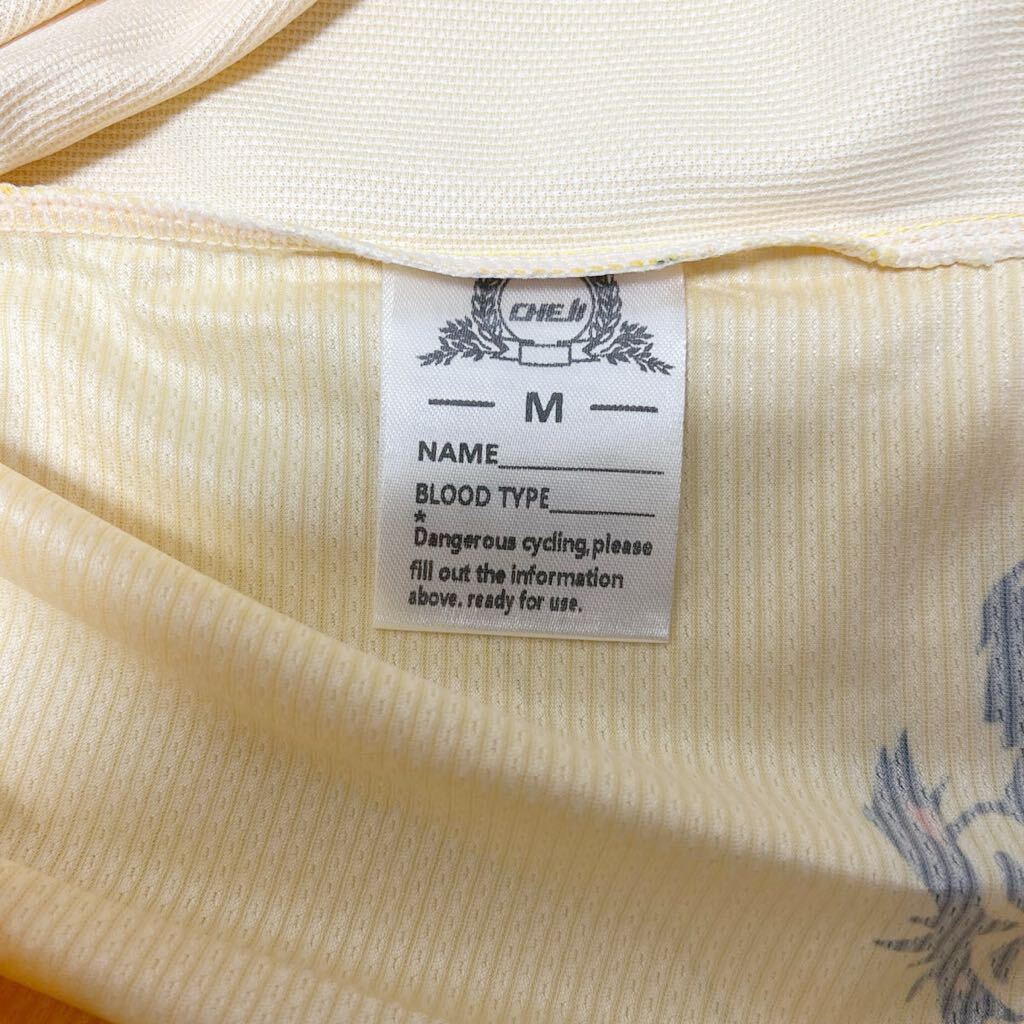 CHEJI
M
NAME
BLOOD TYPE
*
Dangerous cycling,please
fill out the information
above. ready for use.